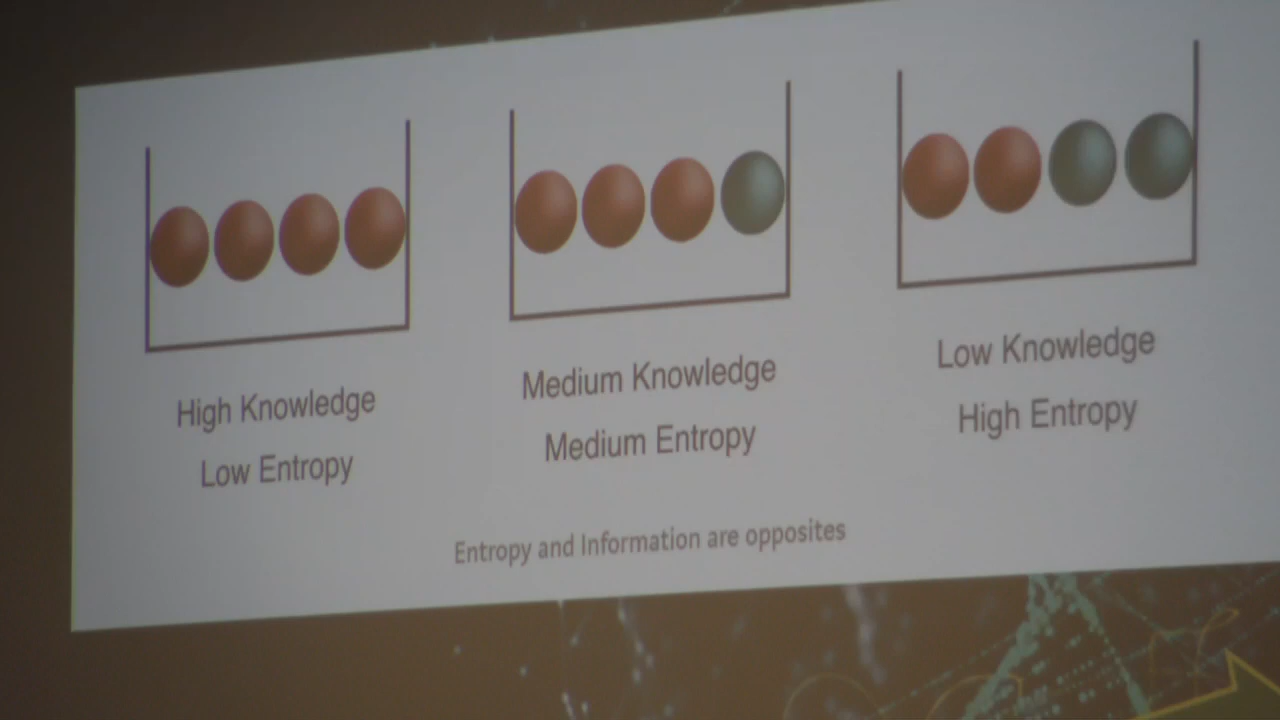 High Knowledge
Low Entropy
Medium Knowledge
Medium Entropy
Low Knowledge
High Entropy
Entropy and Information are opposites